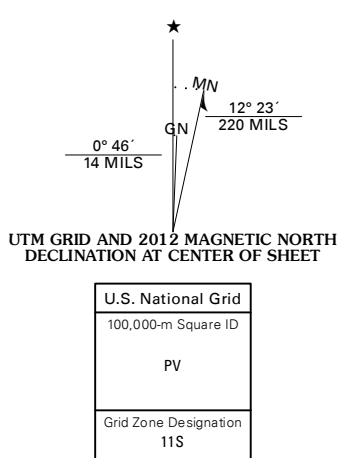 ★
MN
GN
12° 23´
220 MILS
0° 46´
14 MILS
UTM GRID AND 2012 MAGNETIC NORTH
DECLINATION AT CENTER OF SHEET
U.S. National Grid
100,000-m Square ID
PV
Grid Zone Designation
11S